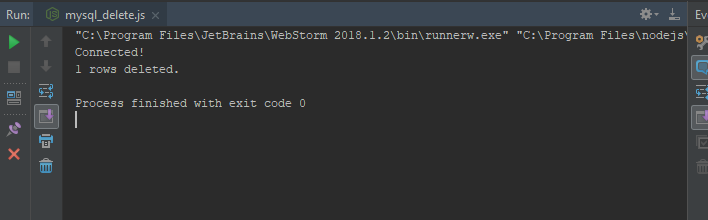 Run: mysql_delete.js
"C:\Program Files\JetBrains\WebStorm 2018.1.2\bin\runnerw.exe" "C:\Program Files\nodejs\
Connected!
1 rows deleted.
Process finished with exit code 0